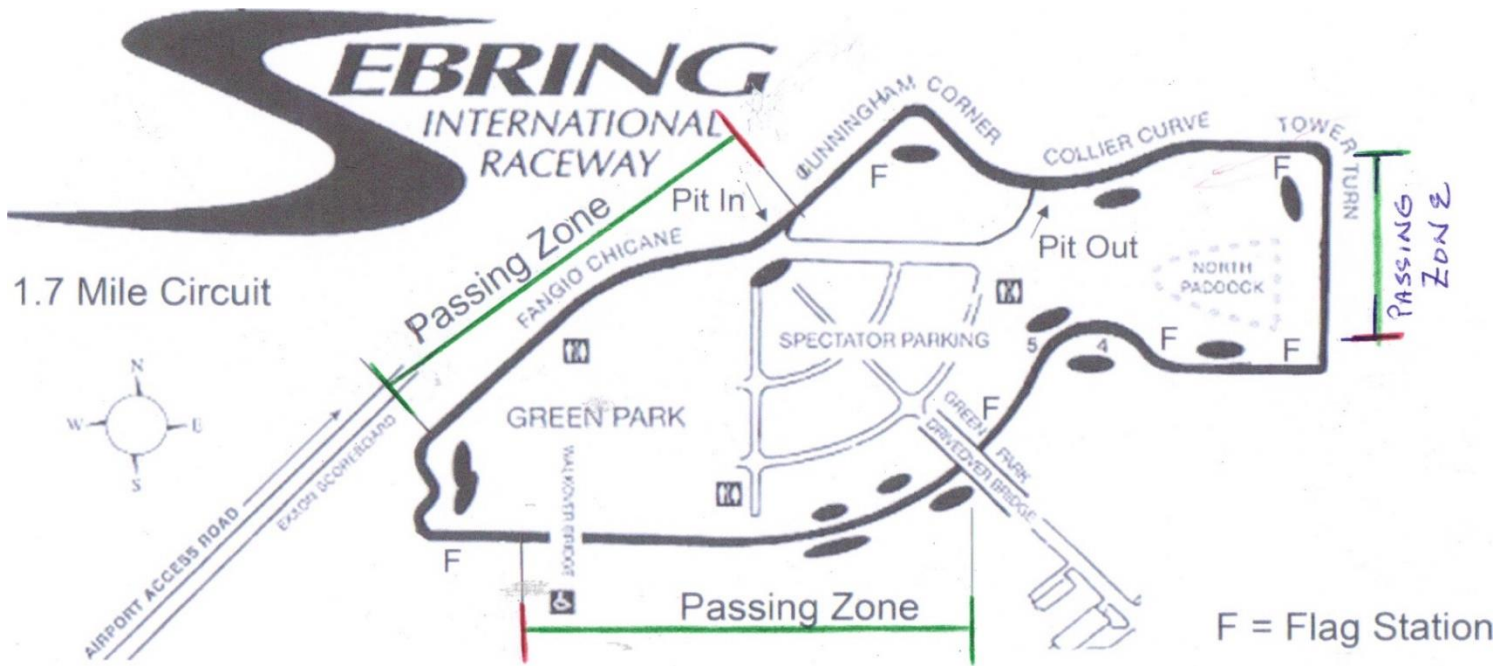 SEBRING
INTERNATIONAL
RACEWAY
1.7 Mile Circuit
N
W E
S
Passing Zone
FANGIO CHICANE
Pit In
CUNNINGHAM CORNER
F
COLLIER CURVE
TOWER TURN
F
PASSING
ZONE
Pit Out
NORTH
PADDOCK
SPECTATOR PARKING
5 4 F F
GREEN PARK
F
GREEN PARK
DRIVEOVER BRIDGE
WALKOVER BRIDGE
EXXON SCOREBOARD
AIRPORT ACCESS ROAD
F
Passing Zone
F = Flag Station